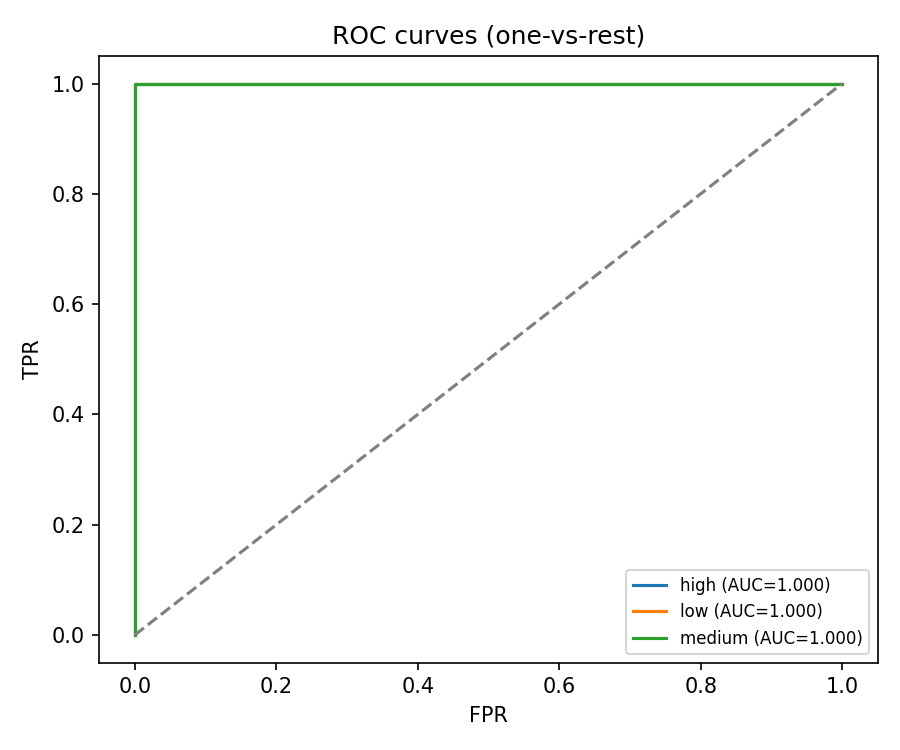 ROC curves (one-vs-rest)
TPR
1.0
0.8
0.6
0.4
0.2
0.0
0.0 0.2 0.4 0.6 0.8 1.0
FPR
high (AUC=1.000)
low (AUC=1.000)
medium (AUC=1.000)